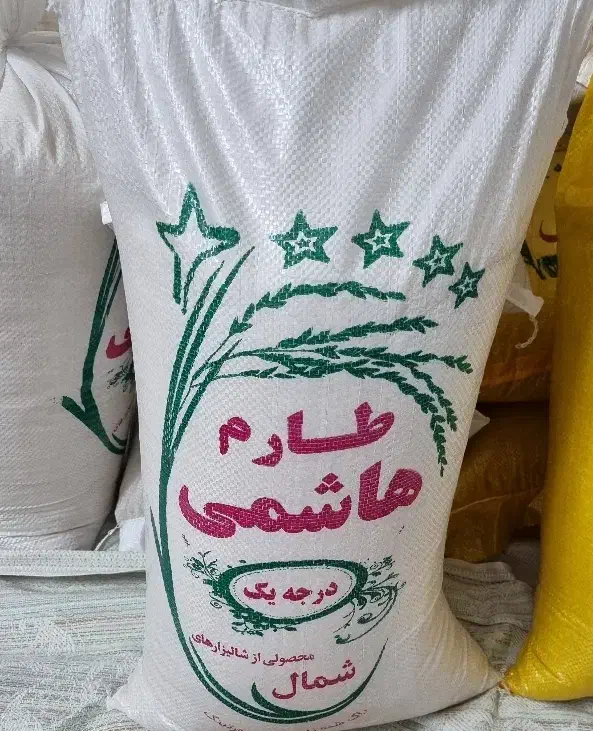 طارم
هاشمی
درجه یک
محصولی از شالیزارهای
شمال